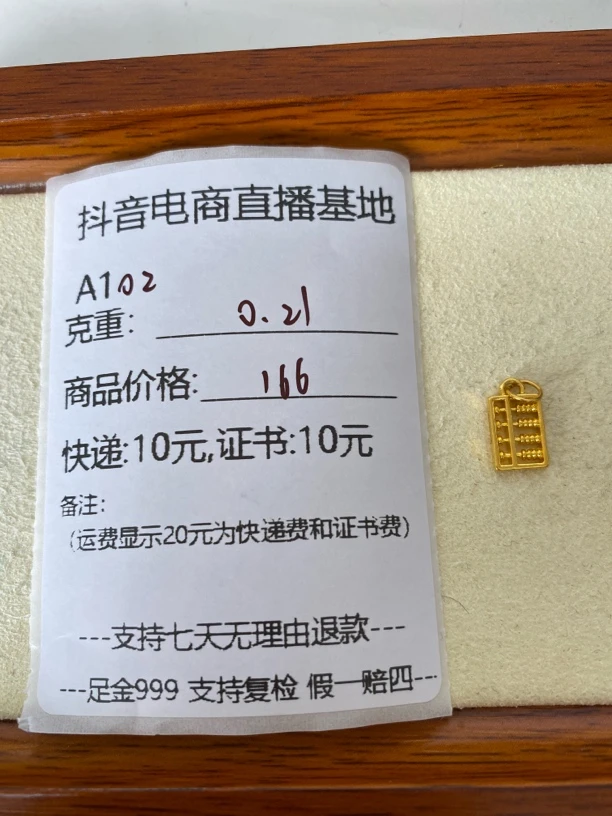 抖音电商直播基地
A102
克重: 0.21
商品价格: 166
快递:10元,证书:10元
备注:
(运费显示20元为快递费和证书费)
---支持七天无理由退款---
---足金999 支持复检 假一赔四---